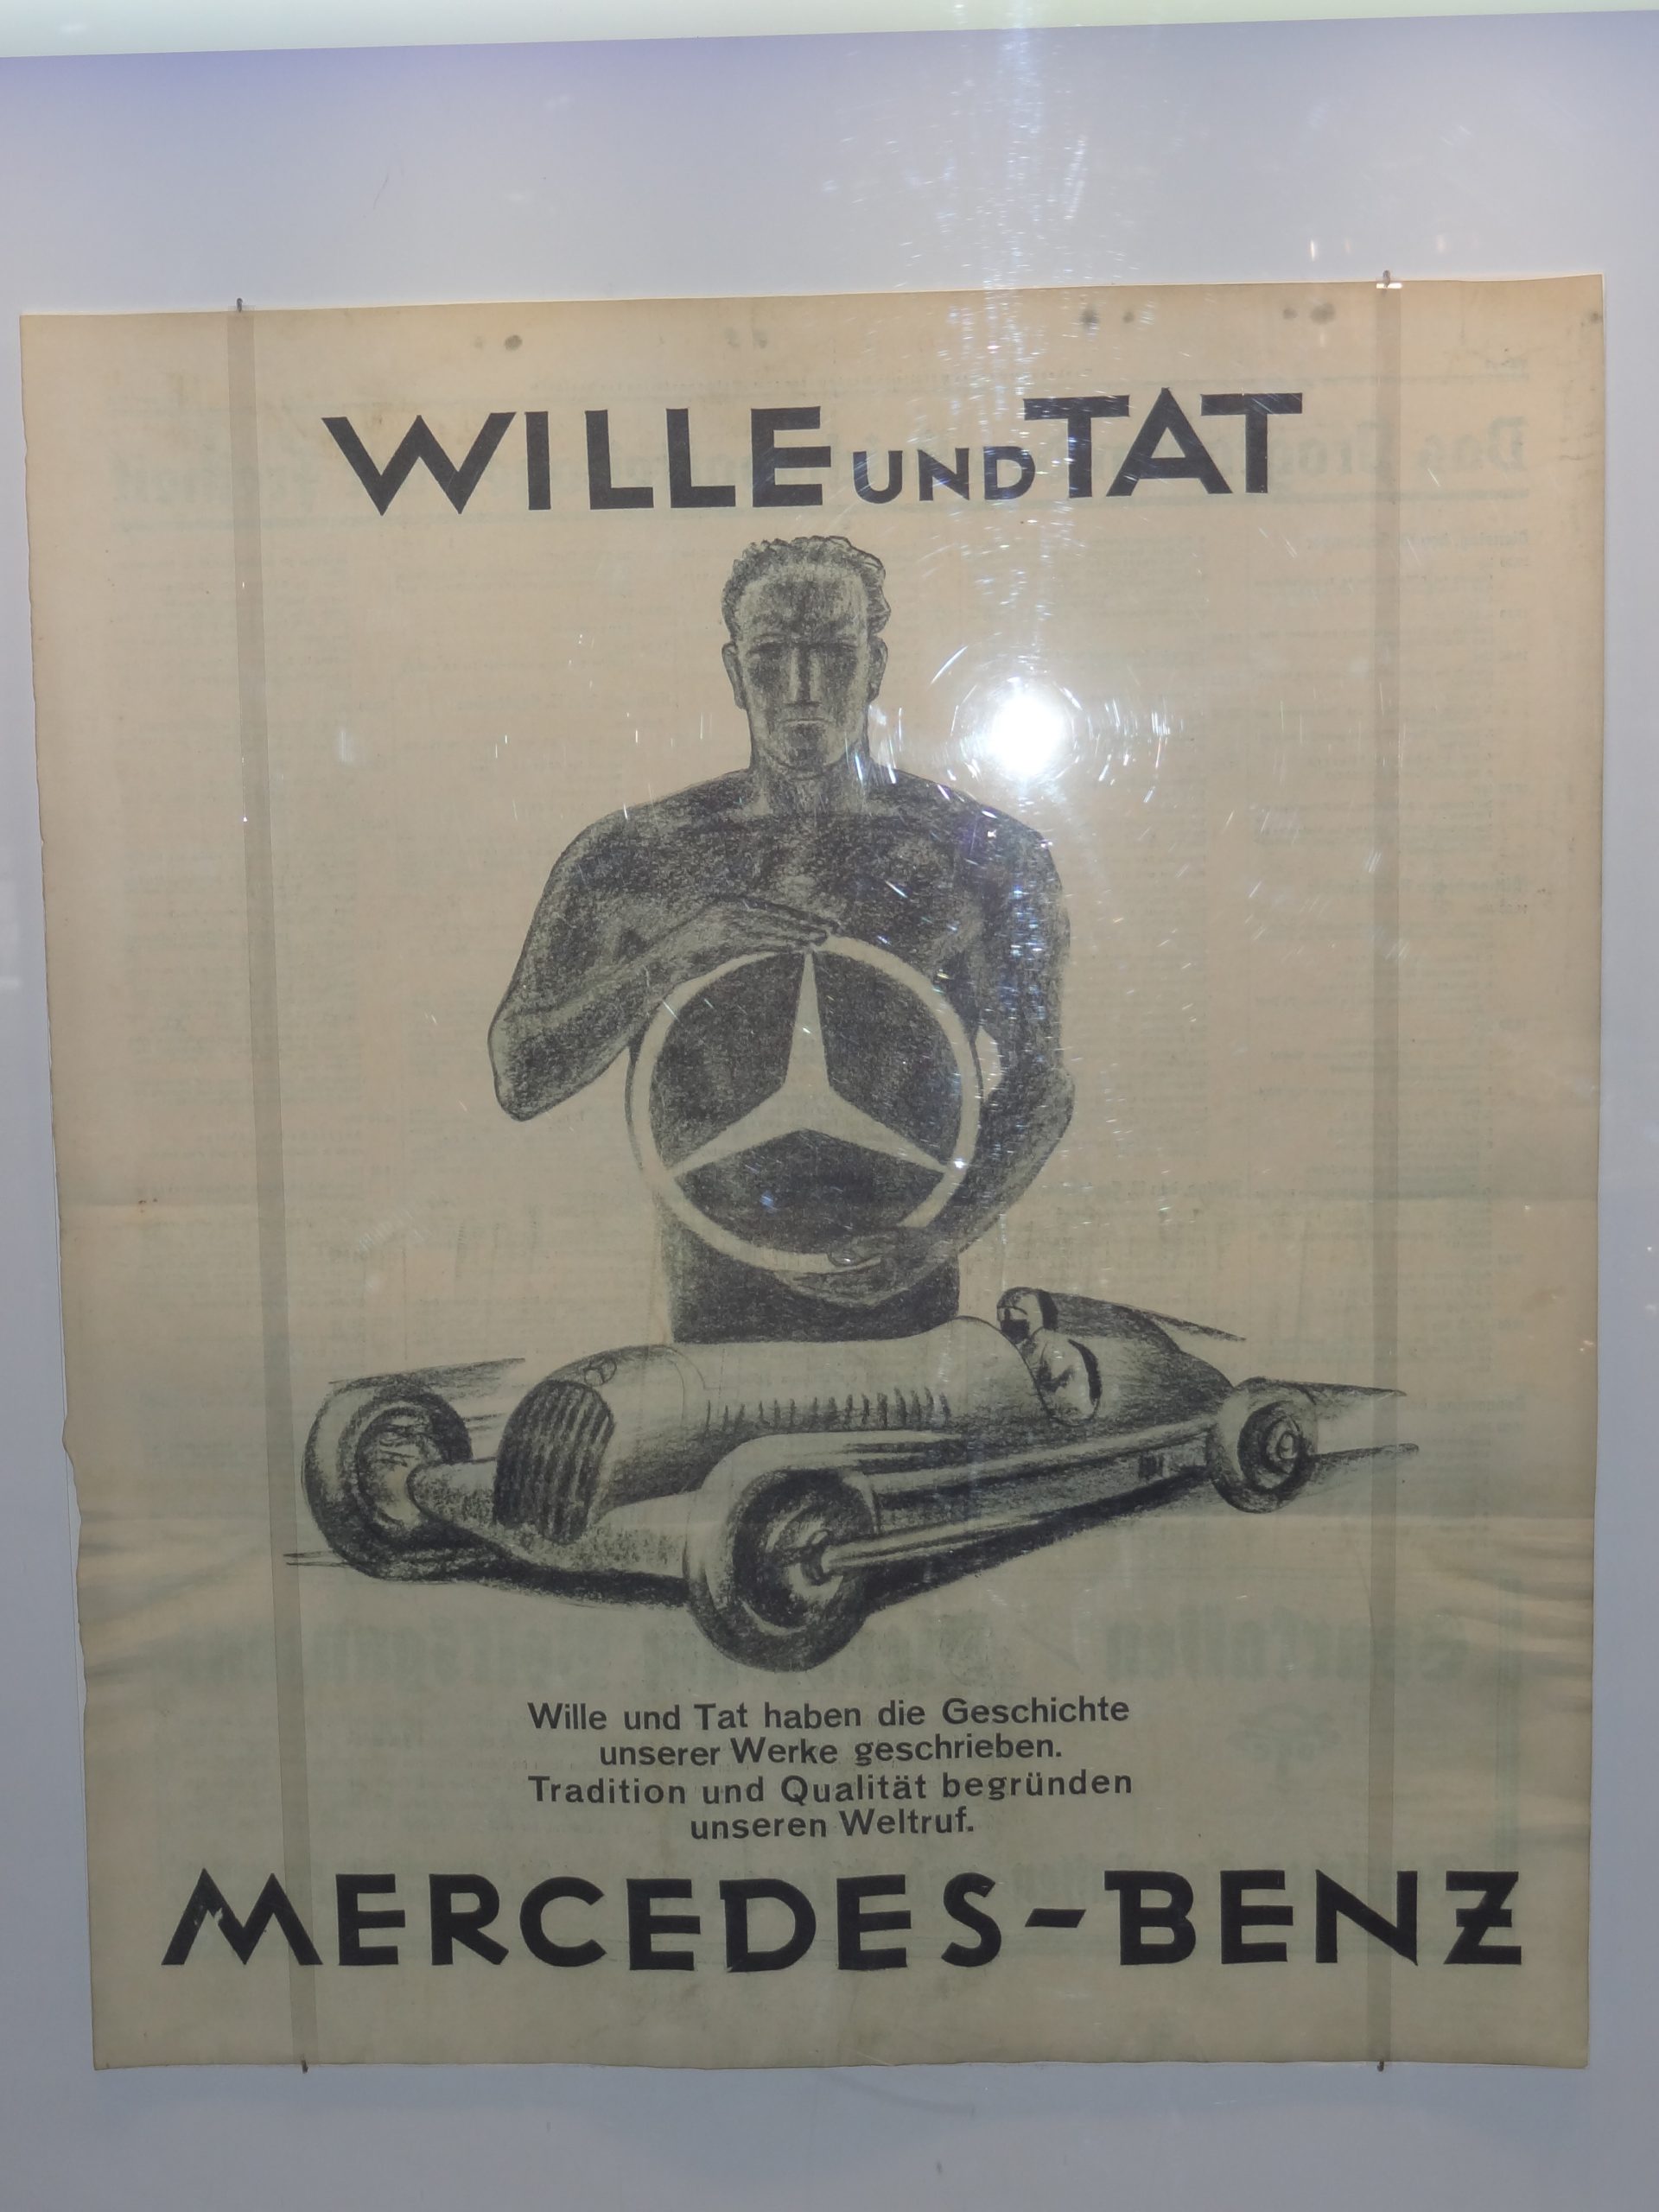 WILLE UND TAT
Wille und Tat haben die Geschichte
unserer Werke geschrieben.
Tradition und Qualität begründen
unseren Weltruf.
MERCEDES-BENZ